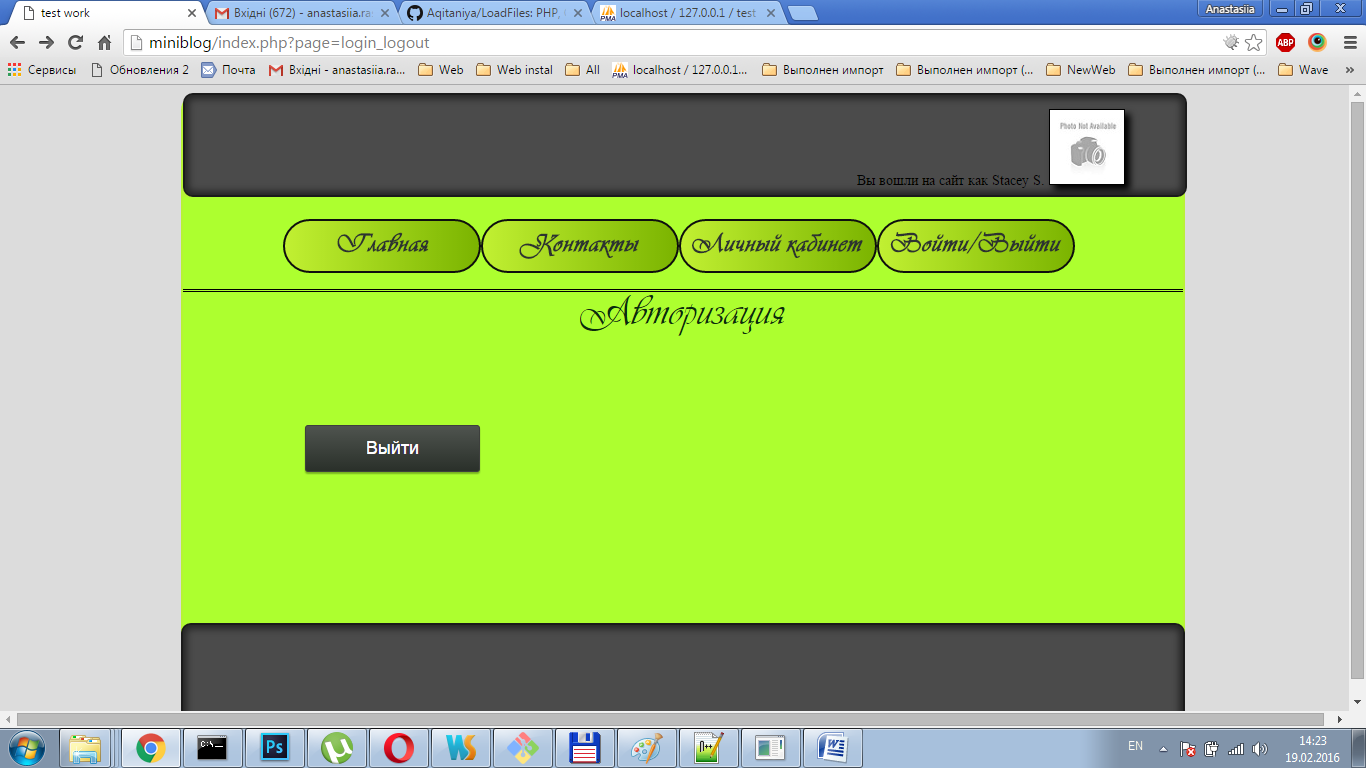 test work
Вхідні (672) - anastasiia.ra
Aqitaniya/LoadFiles: PHP,
localhost / 127.0.0.1 / test
Anastasiia
miniblog/index.php?page=login_logout
ABP
Сервисы
Обновления 2
Почта
Вхідні - anastasiia.ra...
Web
Web instal
All
localhost / 127.0.0.1...
Выполнен импорт
Выполнен импорт (...
NewWeb
Выполнен импорт (...
Wave
»
Photo Not Available
Вы вошли на сайт как Stacey S.
Главная
Контакты
Личный кабинет
Войти/Выйти
Авторизация
Выйти
EN
14:23
19.02.2016